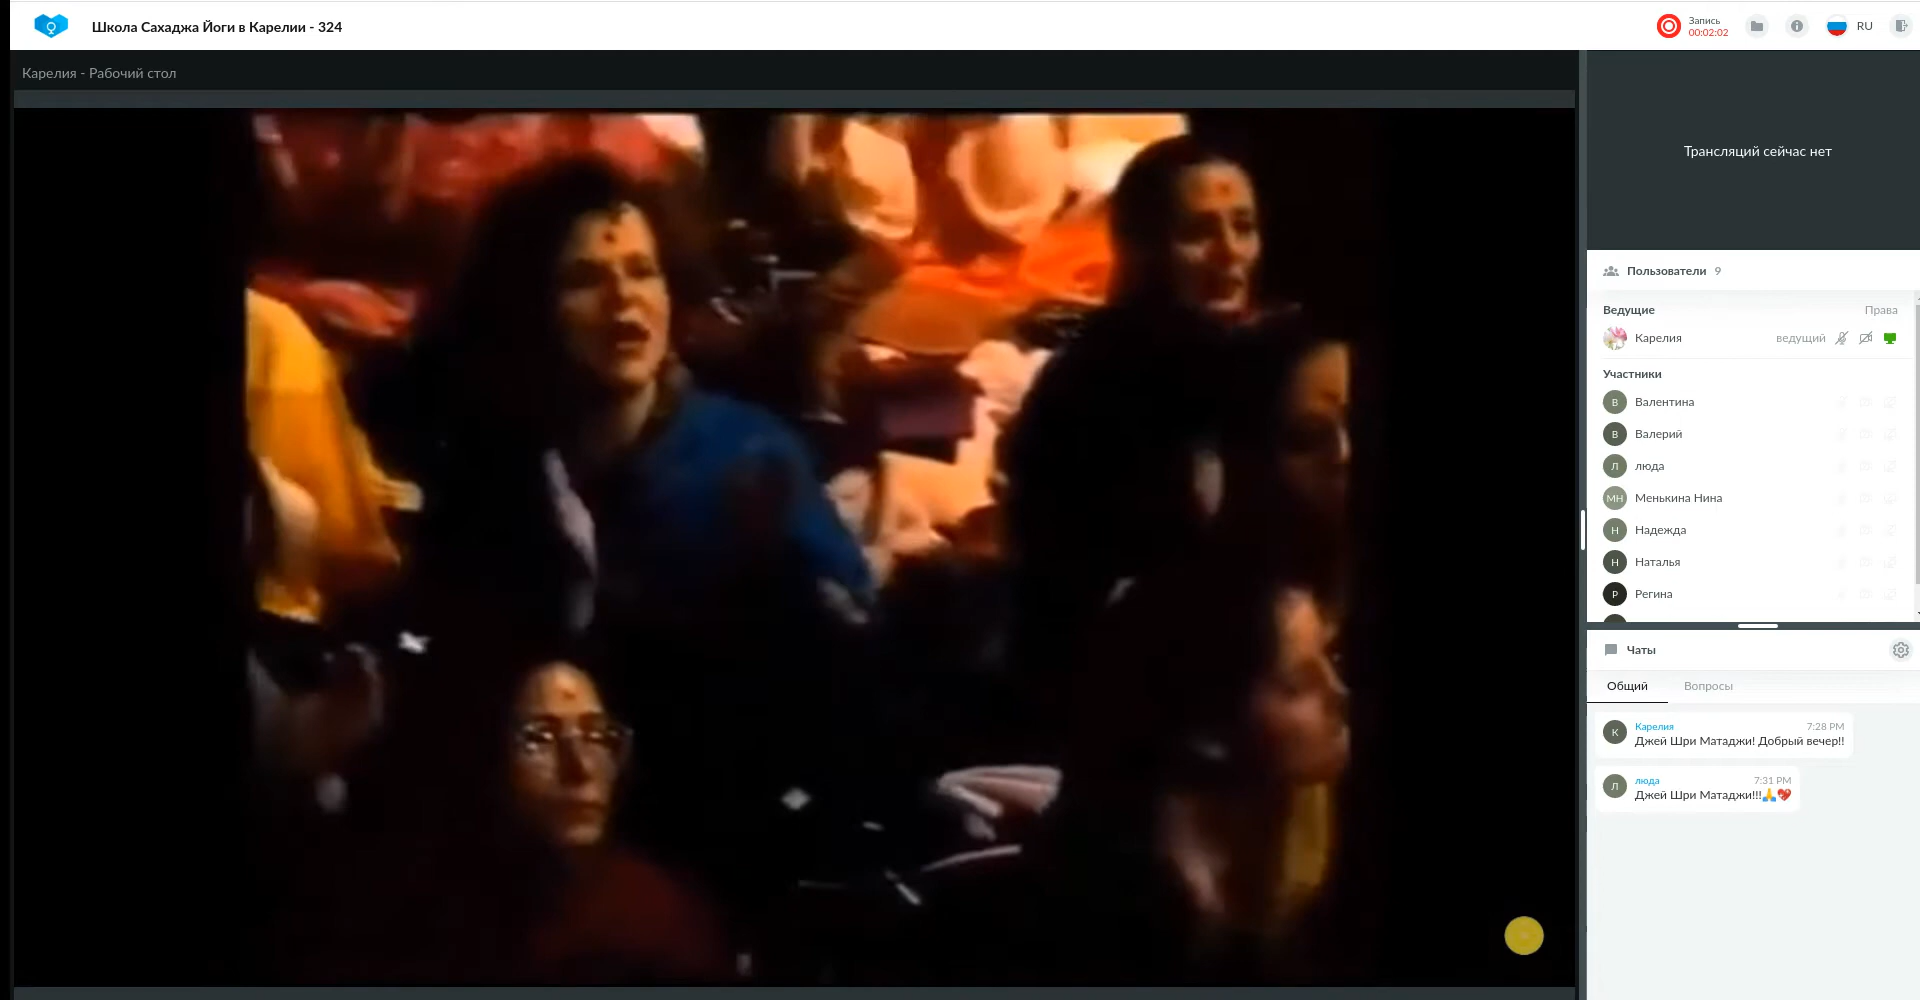 Школа Сахаджа Йоги в Карелии - 324
Запись
00:02:02
RU
Карелия - Рабочий стол
Трансляций сейчас нет
Пользователи 9
Ведущие Права
Карелия ведущий
Участники
В Валентина
В Валерий
Л люда
МН Менькина Нина
Н Надежда
Н Наталья
Р Регина
Чаты
Общий Вопросы
К Карелия 7:28 PM
Джей Шри Матаджи! Добрый вечер!!
Л люда 7:31 PM
Джей Шри Матаджи!!!🙏💖